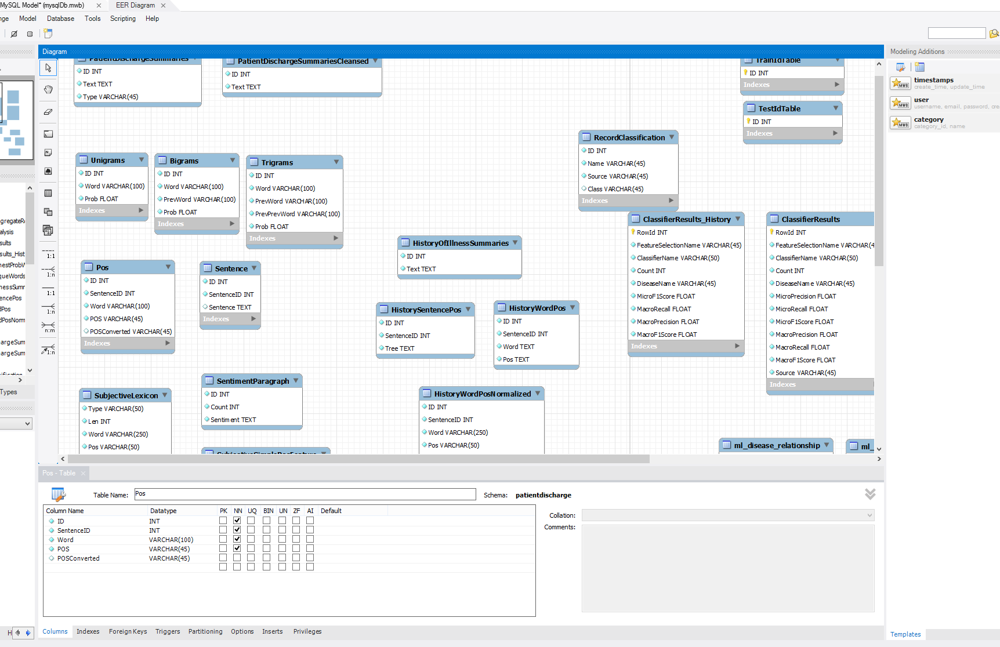 MySQL Model* (mysqlDb.mwb)
EER Diagram
nge Model Database Tools Scripting Help
Diagram
Modeling Additions
timestamps
create_time, update_time
user
username, email, password, cre
category
category_id, name
Templates
PatientDischargeSummaries
ID INT
Text TEXT
Type VARCHAR(45)
PatientDischargeSummariesCleansed
ID INT
Text TEXT
TrainIdTable
ID INT
Indexes
TestIdTable
ID INT
Indexes
RecordClassification
ID INT
Name VARCHAR(45)
Source VARCHAR(45)
Class VARCHAR(45)
Indexes
Unigrams
ID INT
Word VARCHAR(100)
Prob FLOAT
Indexes
Bigrams
ID INT
Word VARCHAR(100)
PrevWord VARCHAR(100)
Prob FLOAT
Indexes
Trigrams
ID INT
Word VARCHAR(100)
PrevWord VARCHAR(100)
PrevPrevWord VARCHAR(100)
Prob FLOAT
Indexes
ClassifierResults_History
RowId INT
FeatureSelectionName VARCHAR(45)
ClassifierName VARCHAR(50)
Count INT
DiseaseName VARCHAR(45)
MicroF1Score FLOAT
MacroRecall FLOAT
MacroPrecision FLOAT
MacroF1Score FLOAT
Indexes
ClassifierResults
RowId INT
FeatureSelectionName VARCHAR(4
ClassifierName VARCHAR(50)
Count INT
DiseaseName VARCHAR(45)
MicroPrecision FLOAT
MicroRecall FLOAT
MicroF1Score FLOAT
MacroPrecision FLOAT
MacroRecall FLOAT
MacroF1Score FLOAT
Source VARCHAR(45)
Indexes
HistoryOfIllnessSummaries
ID INT
Text TEXT
Pos
ID INT
SentenceID INT
Word VARCHAR(100)
POS VARCHAR(45)
POSConverted VARCHAR(45)
Indexes
Sentence
ID INT
SentenceID INT
Sentence TEXT
Indexes
HistorySentencePos
ID INT
SentenceID INT
Tree TEXT
HistoryWordPos
ID INT
SentenceID INT
Word TEXT
Pos TEXT
SubjectiveLexicon
Type VARCHAR(50)
Len INT
Word VARCHAR(250)
Pos VARCHAR(50)
SentimentParagraph
ID INT
Count INT
Sentiment TEXT
HistoryWordPosNormalized
ID INT
SentenceID INT
Word VARCHAR(250)
Pos VARCHAR(50)
ml_disease_relationship
ml_
1:1
1:n
1:1
1:n
n:m
1:n
ggregateRe
alysis
sults
sults_Hist
nestProbW
queWords
nessSumm
encePos
dPos
dPosNorm
hargeSum
hargeSum
Types
H
Pos - Table
Table Name: Pos
Schema: patientdischarge
Column Name Datatype PK NN UQ BIN UN ZF AI Default
ID INT
SentenceID INT
Word VARCHAR(100)
POS VARCHAR(45)
POSConverted VARCHAR(45)
Collation:
Comments:
Columns Indexes Foreign Keys Triggers Partitioning Options Inserts Privileges